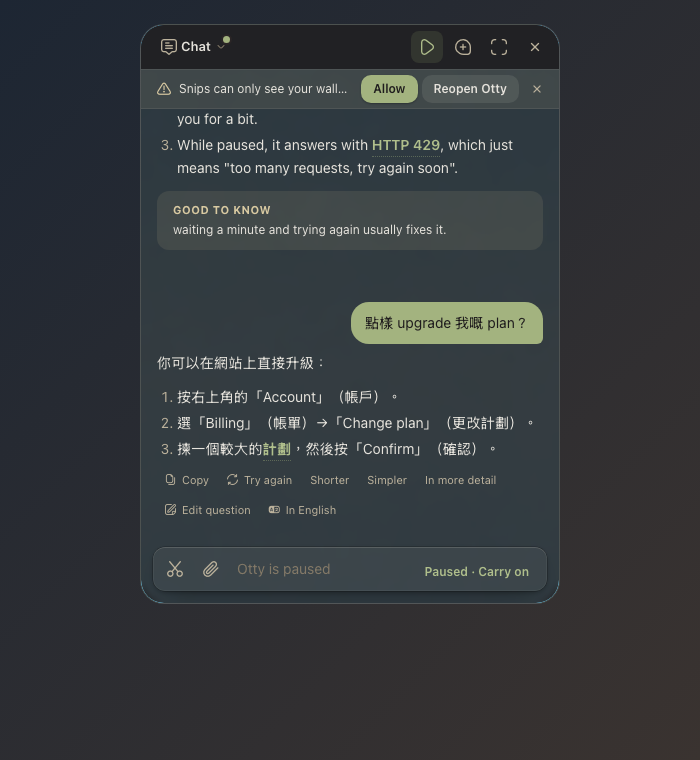 Chat
Snips can only see your wall...
Allow
Reopen Otty
you for a bit.
3. While paused, it answers with HTTP 429, which just
means "too many requests, try again soon".
GOOD TO KNOW
waiting a minute and trying again usually fixes it.
點樣 upgrade 我嘅 plan？
你可以在網站上直接升級：
1. 按右上角的「Account」（帳戶）。
2. 選「Billing」（帳單）→「Change plan」（更改計劃）。
3. 揀一個較大的計劃，然後按「Confirm」（確認）。
Copy
Try again
Shorter
Simpler
In more detail
Edit question
In English
Otty is paused
Paused · Carry on